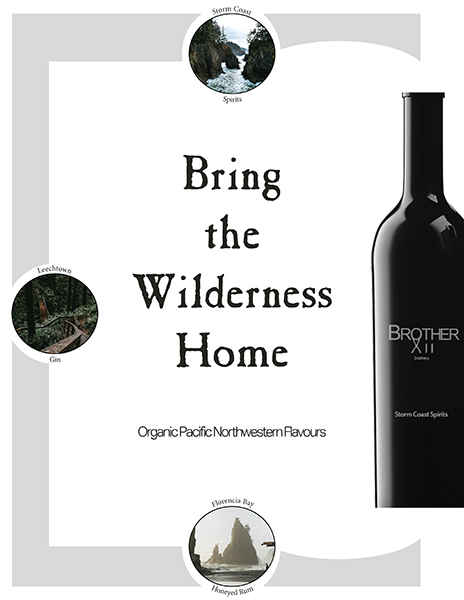 Storm Coast
Spirits
Bring
the
Wilderness
Home
Organic Pacific Northwestern Flavours
Leechtown
Gin
BROTHER
XII
Distillery
Storm Coast Spirits
Florencia Bay
Honeyed Rum